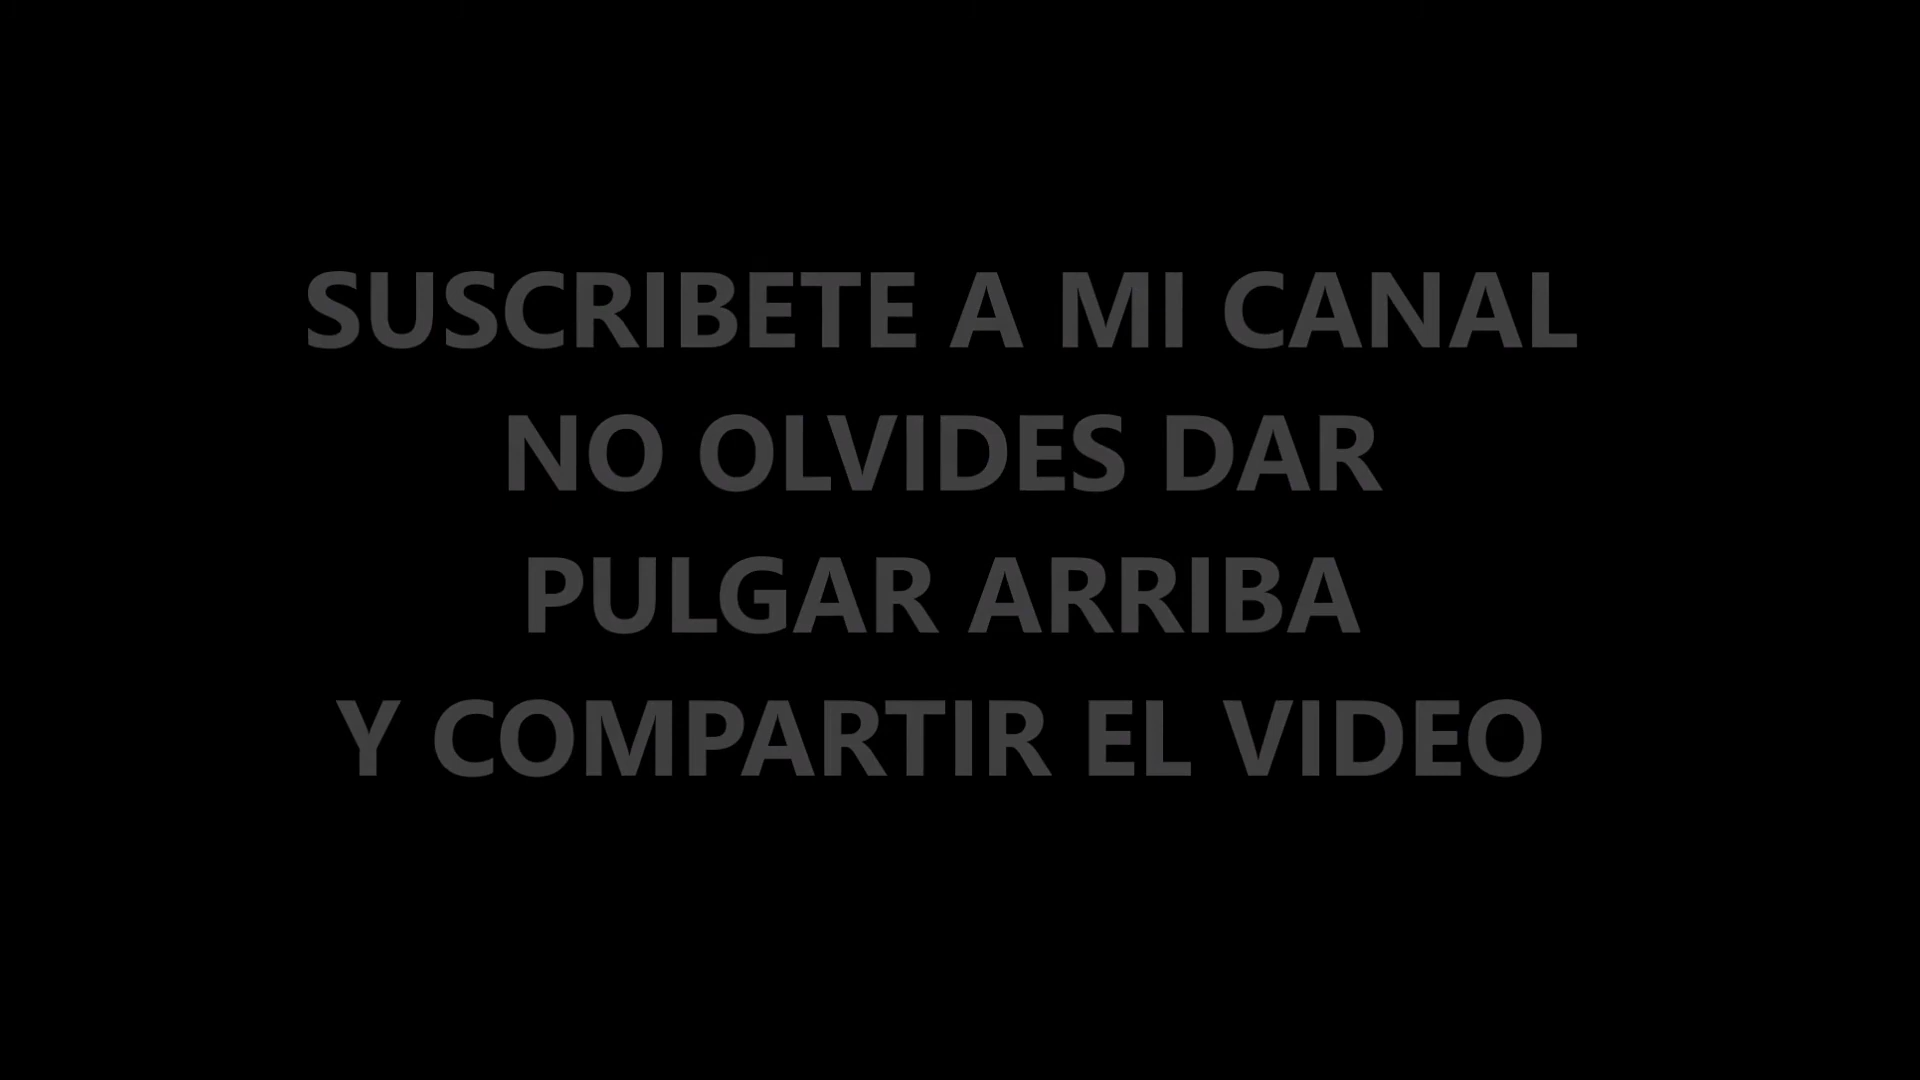 SUSCRIBETE A MI CANAL
NO OLVIDES DAR
PULGAR ARRIBA
Y COMPARTIR EL VIDEO